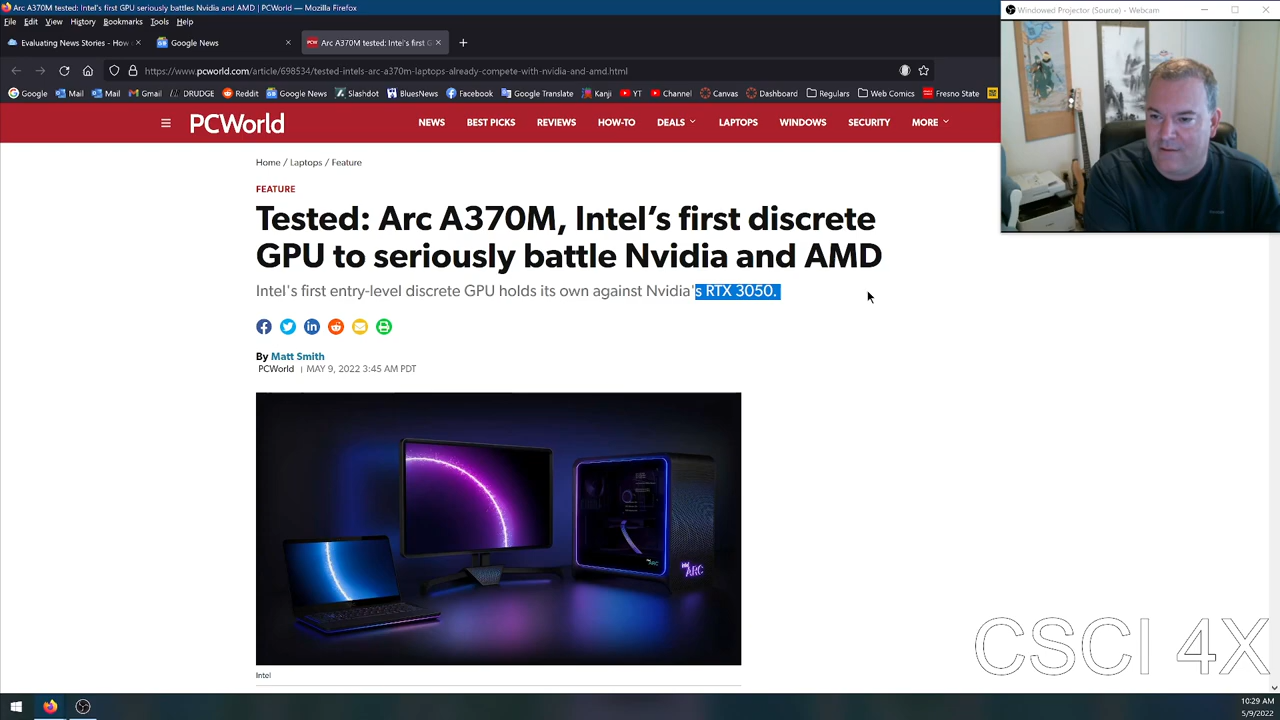 Arc A370M tested: Intel's first GPU seriously battles Nvidia and AMD | PCWorld — Mozilla Firefox
File Edit View History Bookmarks Tools Help
Windowed Projector (Source) - Webcam
Evaluating News Stories - How
Google News
PCW Arc A370M tested: Intel's first G
https://www.pcworld.com/article/698534/tested-intels-arc-a370m-laptops-already-compete-with-nvidia-and-amd.html
Google Mail Mail Gmail DRUDGE Reddit Google News Slashdot BluesNews Facebook Google Translate Kanji YT Channel Canvas Dashboard Regulars Web Comics Fresno State
PCWorld
NEWS BEST PICKS REVIEWS HOW-TO DEALS LAPTOPS WINDOWS SECURITY MORE
Home / Laptops / Feature
FEATURE
Tested: Arc A370M, Intel's first discrete
GPU to seriously battle Nvidia and AMD
Intel's first entry-level discrete GPU holds its own against Nvidia's RTX 3050.
By Matt Smith
PCWorld | MAY 9, 2022 3:45 AM PDT
ARC
Intel
CSCI 4X
10:29 AM
5/9/2022